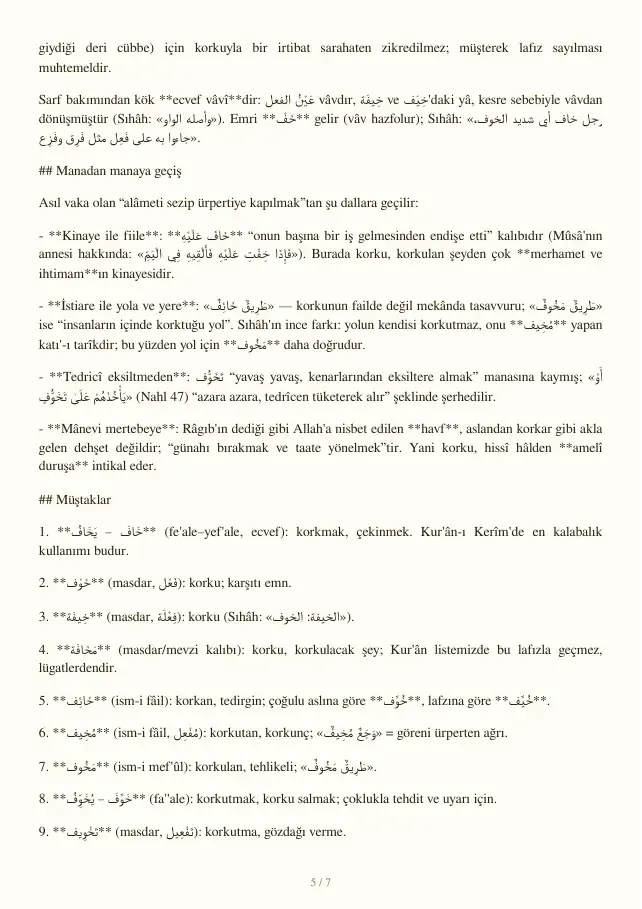 giydiği deri cübbe) için korkuyla bir irtibat sarahaten zikredilmez; müşterek lafız sayılması
muhtemeldir.
Sarf bakımından kök **ecvef vâvî**dir: عَيْنُ الفعل vâvdır, خِيفَة ve خِيَّف'daki yâ, kesre sebebiyle vâvdan
dönüşmüştür (Sıhâh: «وأصله الواو»). Emri **خَفْ** gelir (vâv hazfolur); Sıhâh: «رجل خاف أي شديد الخوف،
جاءوا به على فَعِل مثل فَرِق وفَزِع».
## Manadan manaya geçiş
Asıl vaka olan “alâmeti sezip ürpertiye kapılmak”tan şu dallara geçilir:
- **Kinaye ile fiile**: **خافَ عَلَيْهِ** “onun başına bir iş gelmesinden endişe etti” kalıbıdır (Mûsâ'nın
annesi hakkında: «فَإِذَا خِفْتِ عَلَيْهِ فَأَلْقِيهِ فِي الْيَمِّ»). Burada korku, korkulan şeyden çok **merhamet ve
ihtimam**ın kinayesidir.
- **İstiare ile yola ve yere**: «طَرِيقٌ خَائِفٌ» — korkunun failde değil mekânda tasavvuru; «طَرِيقٌ مَخُوفٌ»
ise “insanların içinde korktuğu yol”. Sıhâh'ın ince farkı: yolun kendisi korkutmaz, onu **مُخِيف** yapan
katı'-ı tarîkdir; bu yüzden yol için **مَخُوف** daha doğrudur.
- **Tedricî eksiltmeden**: تَخَوُّف “yavaş yavaş, kenarlarından eksiltere almak” manasına kaymış; «أَوْ
يَأْخُذَهُمْ عَلَىٰ تَخَوُّفٍ» (Nahl 47) “azara azara, tedrîcen tüketerek alır” şeklinde şerhedilir.
- **Mânevi mertebeye**: Râgıb'ın dediği gibi Allah'a nisbet edilen **havf**, aslandan korkar gibi akla
gelen dehşet değildir; “günahı bırakmak ve taate yönelmek”tir. Yani korku, hissî hâlden **amelî
duruşa** intikal eder.
## Müştaklar
1. **خَافَ – يَخَافُ** (fe'ale–yef'ale, ecvef): korkmak, çekinmek. Kur'ân-ı Kerîm'de en kalabalık
kullanımı budur.
2. **خَوْف** (masdar, فَعْل): korku; karşıtı emn.
3. **خِيفَة** (masdar, فِعْلَة): korku (Sıhâh: «الخيفة: الخوف»).
4. **مَخَافَة** (masdar/mevzi kalıbı): korku, korkulacak şey; Kur'ân listemizde bu lafızla geçmez,
lügatlerdendir.
5. **خَائِف** (ism-i fâil): korkan, tedirgin; çoğulu aslına göre **خُوَّف**, lafzına göre **خُيَّف**.
6. **مُخِيف** (ism-i fâil, مُفْعِل): korkutan, korkunç; «وَجَعٌ مُخِيفٌ» = göreni ürperten ağrı.
7. **مَخُوف** (ism-i mef'ûl): korkulan, tehlikeli; «طَرِيقٌ مَخُوفٌ».
8. **خَوَّفَ – يُخَوِّفُ** (fa''ale): korkutmak, korku salmak; çoklukla tehdit ve uyarı için.
9. **تَخْوِيف** (masdar, تَفْعِيل): korkutma, gözdağı verme.
5 / 7